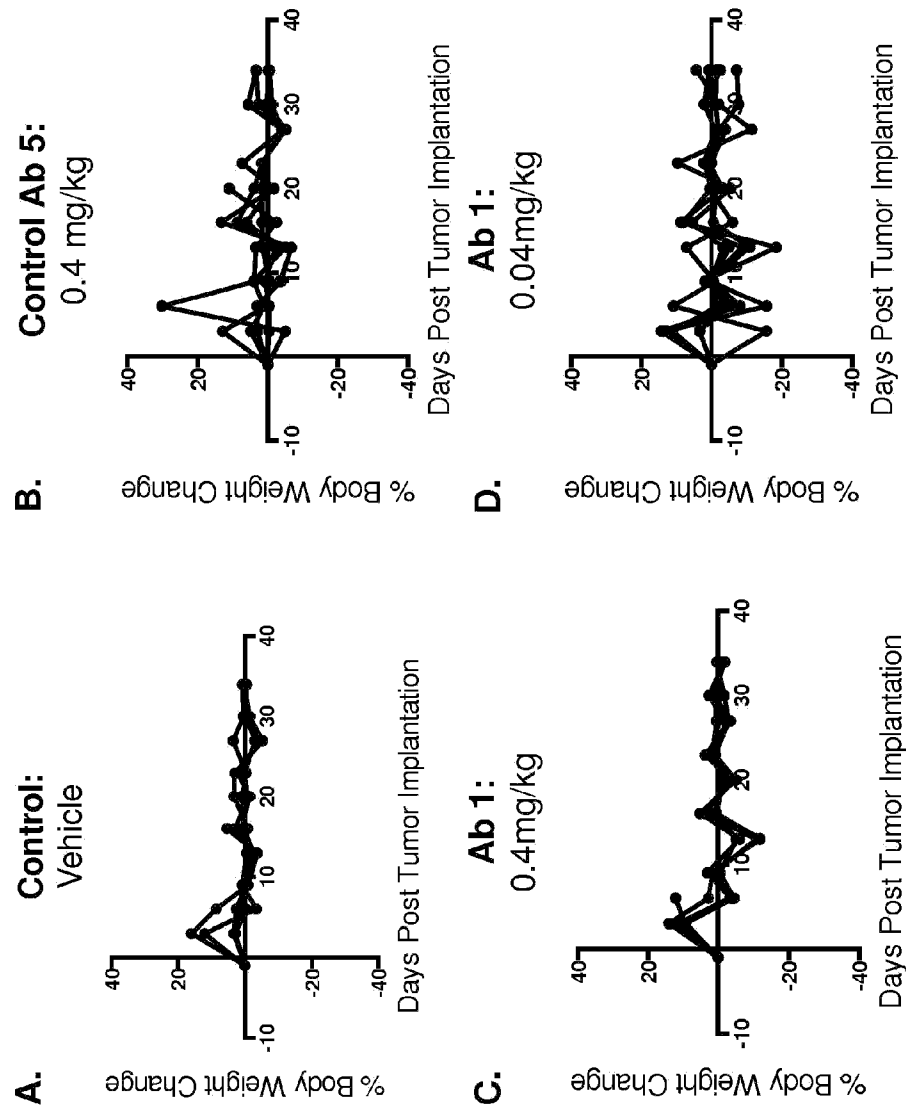 A.
Control:
Vehicle
% Body Weight Change
40
20
-20
-40
-10
10
20
30
40
Days Post Tumor Implantation
B.
Control Ab 5:
0.4 mg/kg
% Body Weight Change
40
20
-20
-40
-10
10
20
30
40
Days Post Tumor Implantation
C.
Ab 1:
0.4mg/kg
% Body Weight Change
40
20
-20
-40
-10
10
20
30
40
Days Post Tumor Implantation
D.
Ab 1:
0.04mg/kg
% Body Weight Change
40
20
-20
-40
-10
10
20
30
40
Days Post Tumor Implantation